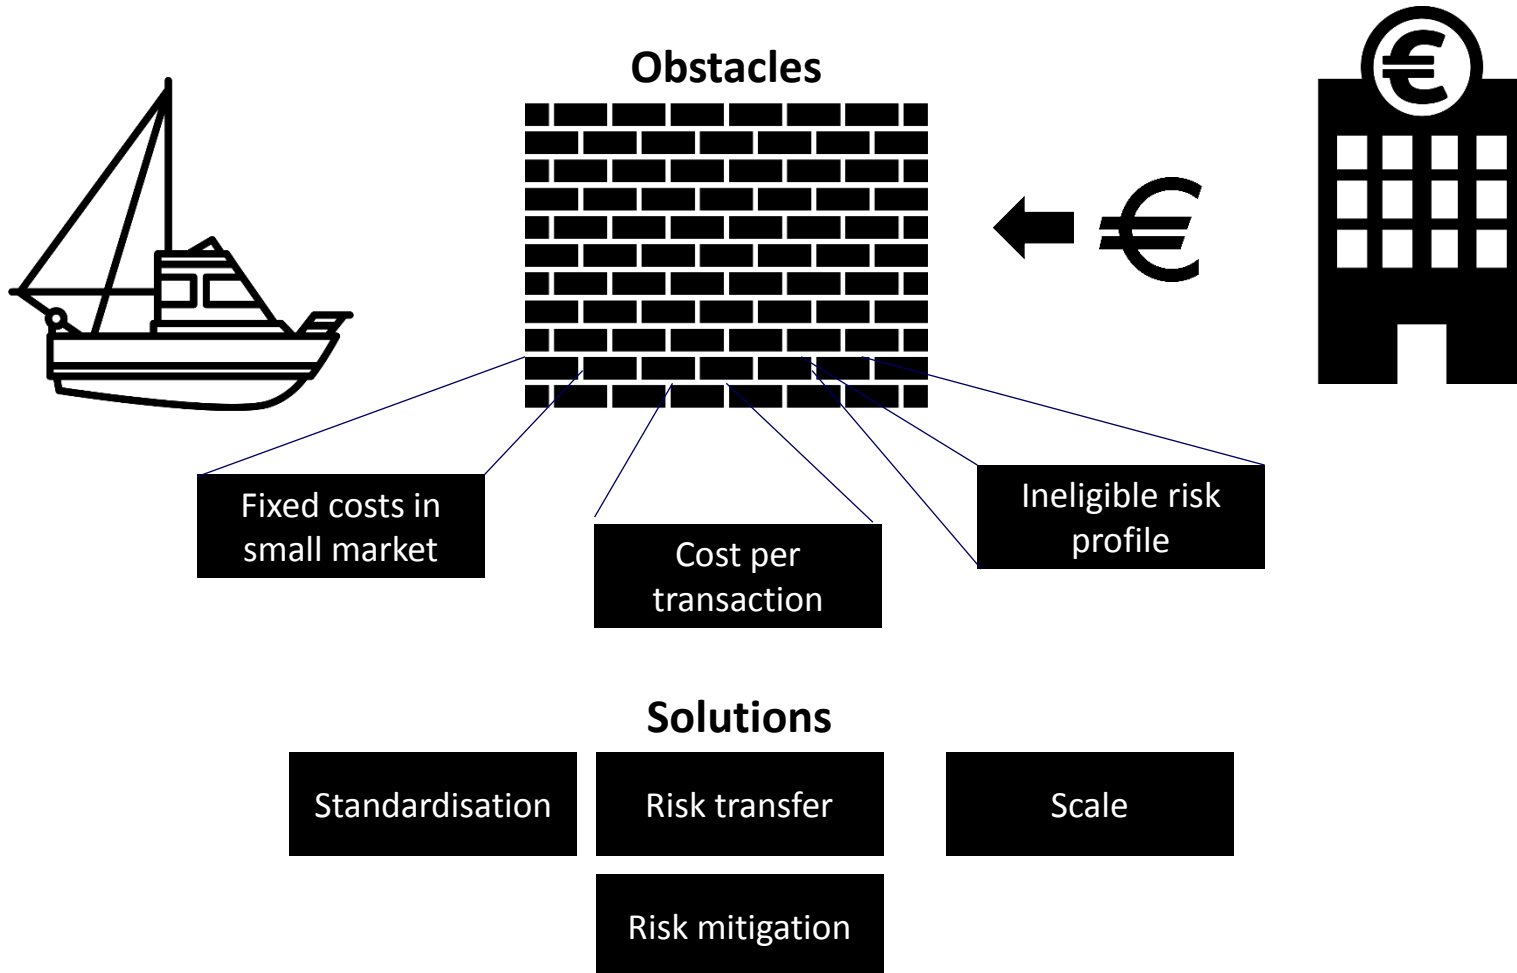 Obstacles
€
€
Fixed costs in
small market
Cost per
transaction
Ineligible risk
profile
Solutions
Standardisation
Risk transfer
Scale
Risk mitigation